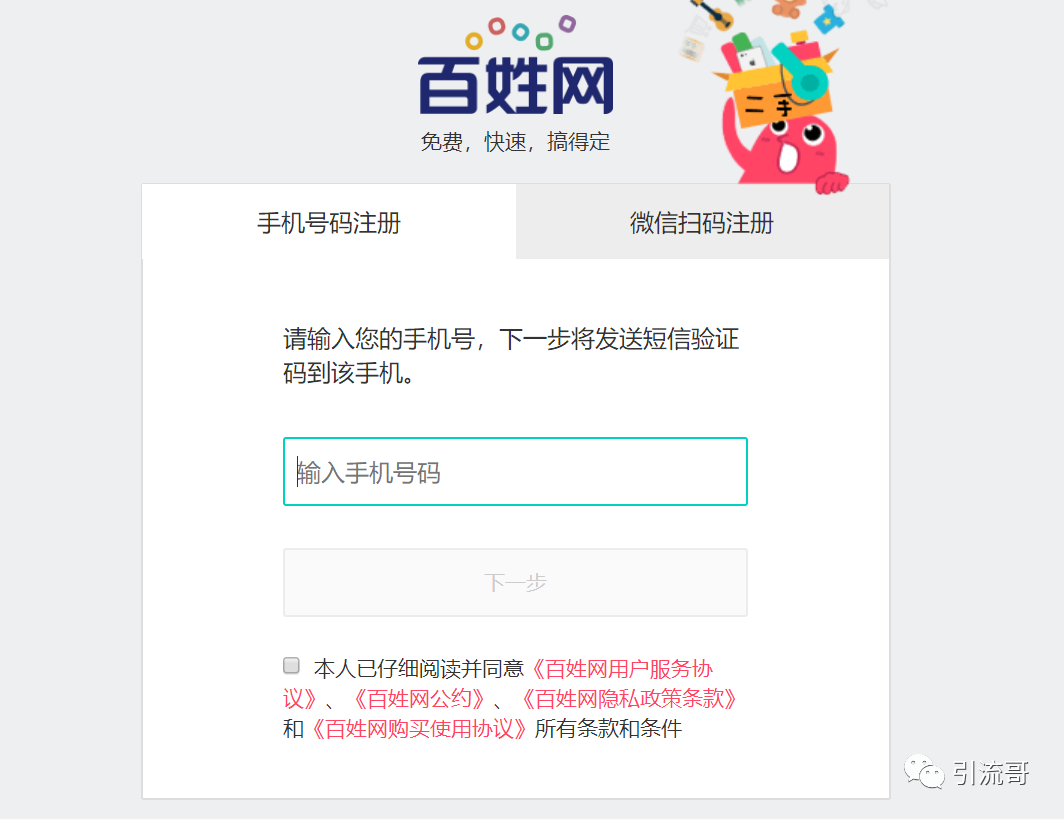 百姓网
免费，快速，搞得定
二手
手机号码注册
微信扫码注册
请输入您的手机号，下一步将发送短信验证
码到该手机。
输入手机号码
下一步
本人已仔细阅读并同意《百姓网用户服务协
议》、《百姓网公约》、《百姓网隐私政策条款》
和《百姓网购买使用协议》所有条款和条件
引流哥